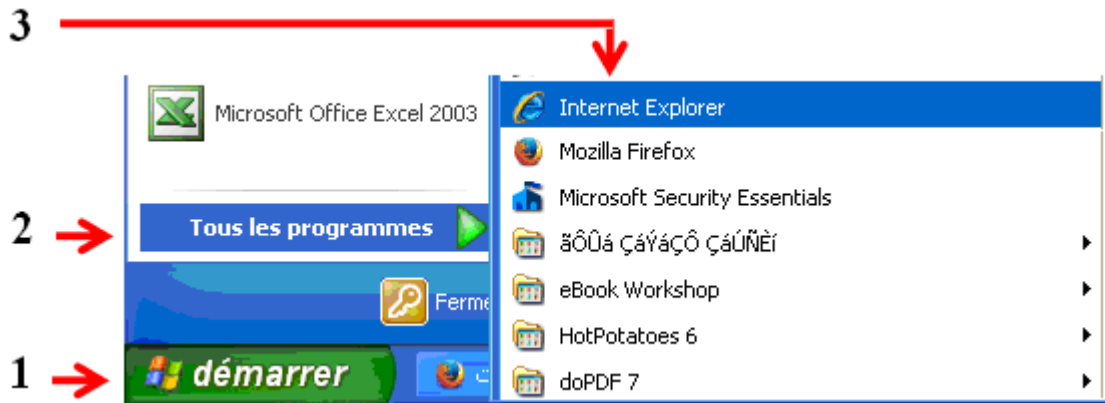 3
Microsoft Office Excel 2003
Internet Explorer
Mozilla Firefox
Microsoft Security Essentials
2
Tous les programmes
ãÔÛá ÇáÝáÇÔ ÇáÚÑÈí
eBook Workshop
Ferme
HotPotatoes 6
1
démarrer
doPDF 7